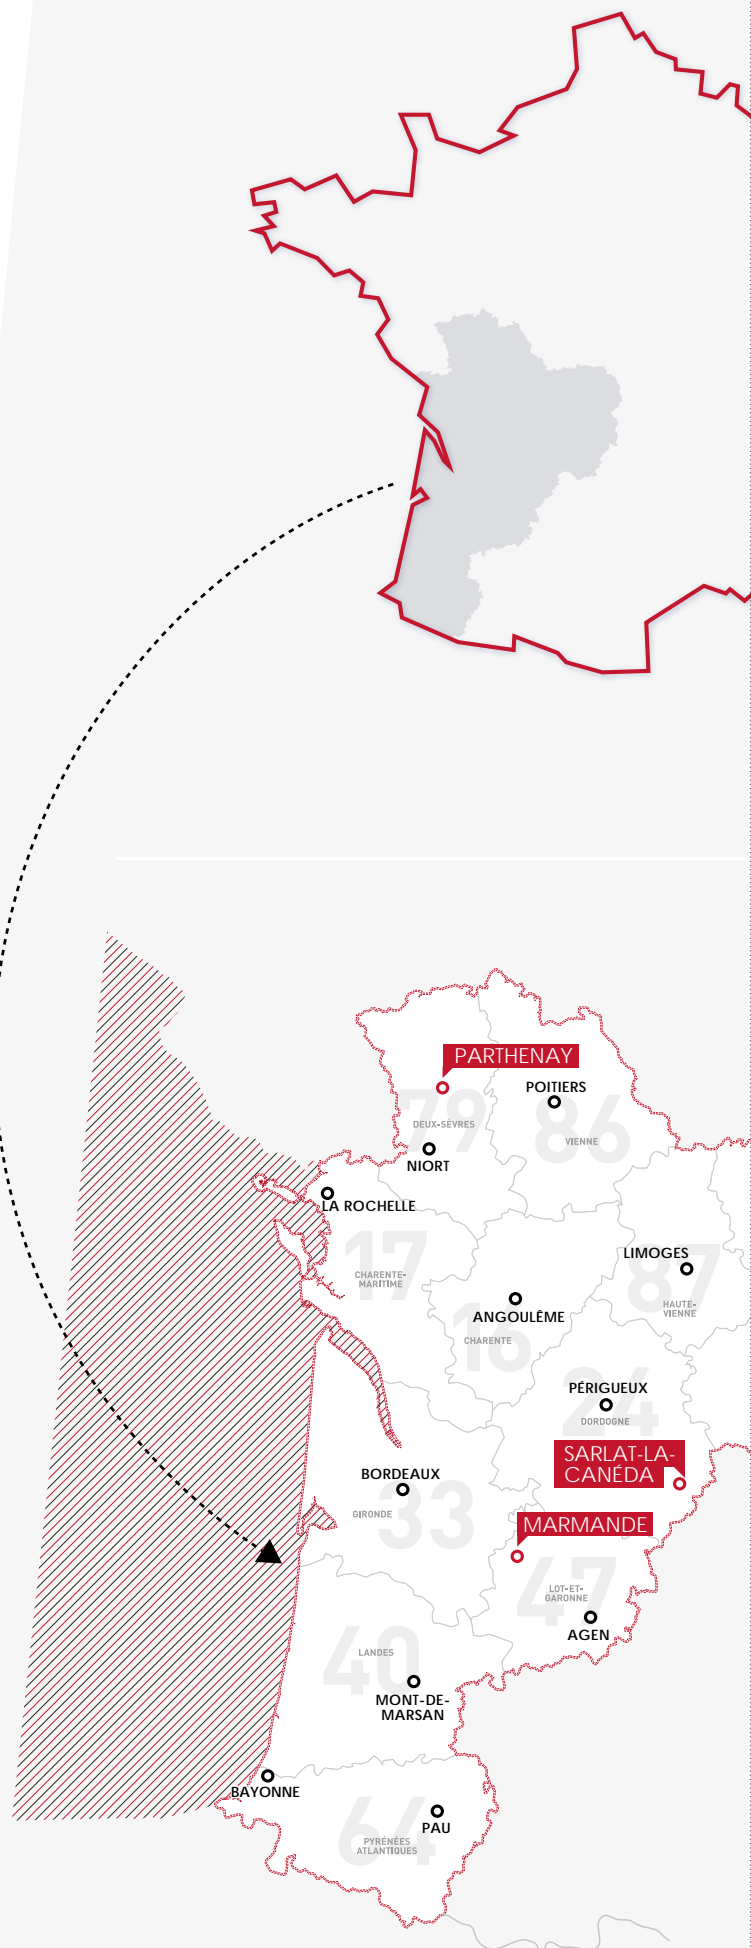 PARTHENAY
POITIERS
79
86
DEUX-SÈVRES
VIENNE
NIORT
LA ROCHELLE
17
CHARENTE-
MARITIME
LIMOGES
87
HAUTE-
VIENNE
ANGOULÊME
16
CHARENTE
PÉRIGUEUX
24
DORDOGNE
SARLAT-LA-
CANÉDA
BORDEAUX
33
GIRONDE
MARMANDE
47
LOT-ET-
GARONNE
AGEN
40
LANDES
MONT-DE-
MARSAN
BAYONNE
64
PAU
PYRÉNÉES
ATLANTIQUES